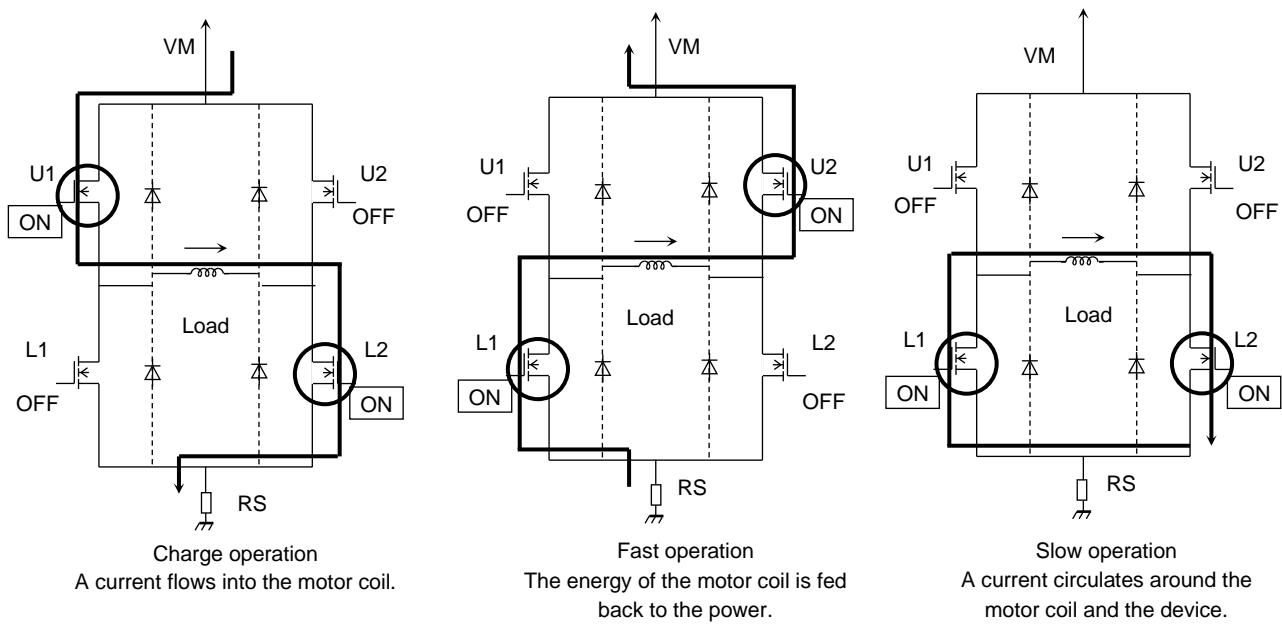 VM
U1
U2
ON
OFF
Load
L1
L2
OFF
ON
RS
Charge operation
A current flows into the motor coil.
VM
U1
U2
OFF
ON
Load
L1
L2
ON
OFF
RS
Fast operation
The energy of the motor coil is fed
back to the power.
VM
U1
U2
OFF
OFF
Load
L1
L2
ON
ON
RS
Slow operation
A current circulates around the
motor coil and the device.